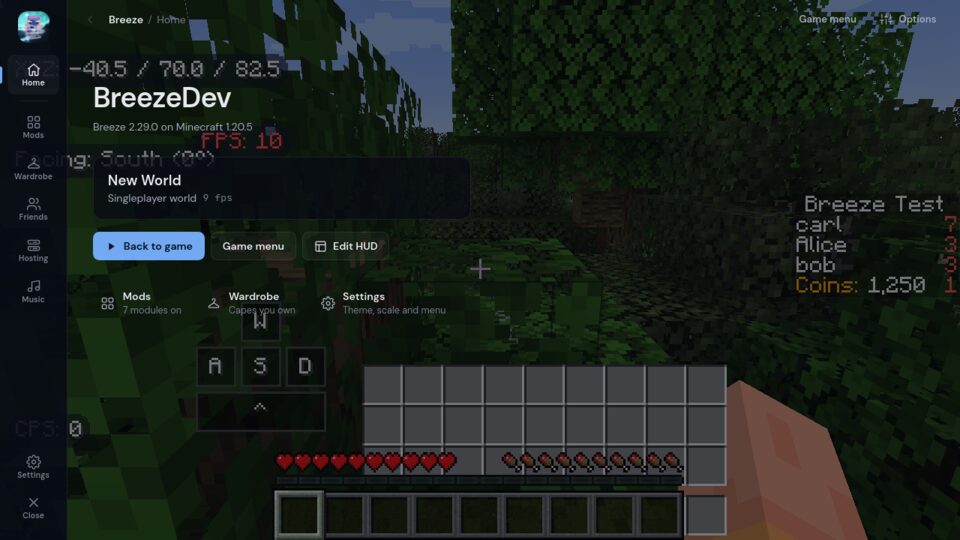 Breeze / Home
Game menu
Options
XYZ: -40.5 / 70.0 / 82.5
Home
BreezeDev
Breeze 2.29.0 on Minecraft 1.20.5
FPS: 10
Mods
Facing: South (0°)
Wardrobe
New World
Singleplayer world 9 fps
Friends
Breeze Test
carl 7
Alice 3
bob 3
Coins: 1,250 1
Back to game
Game menu
Edit HUD
Hosting
Music
Mods
7 modules on
Wardrobe
Capes you own
Settings
Theme, scale and menu
W
A S D
^
CPS: 0
Settings
Close